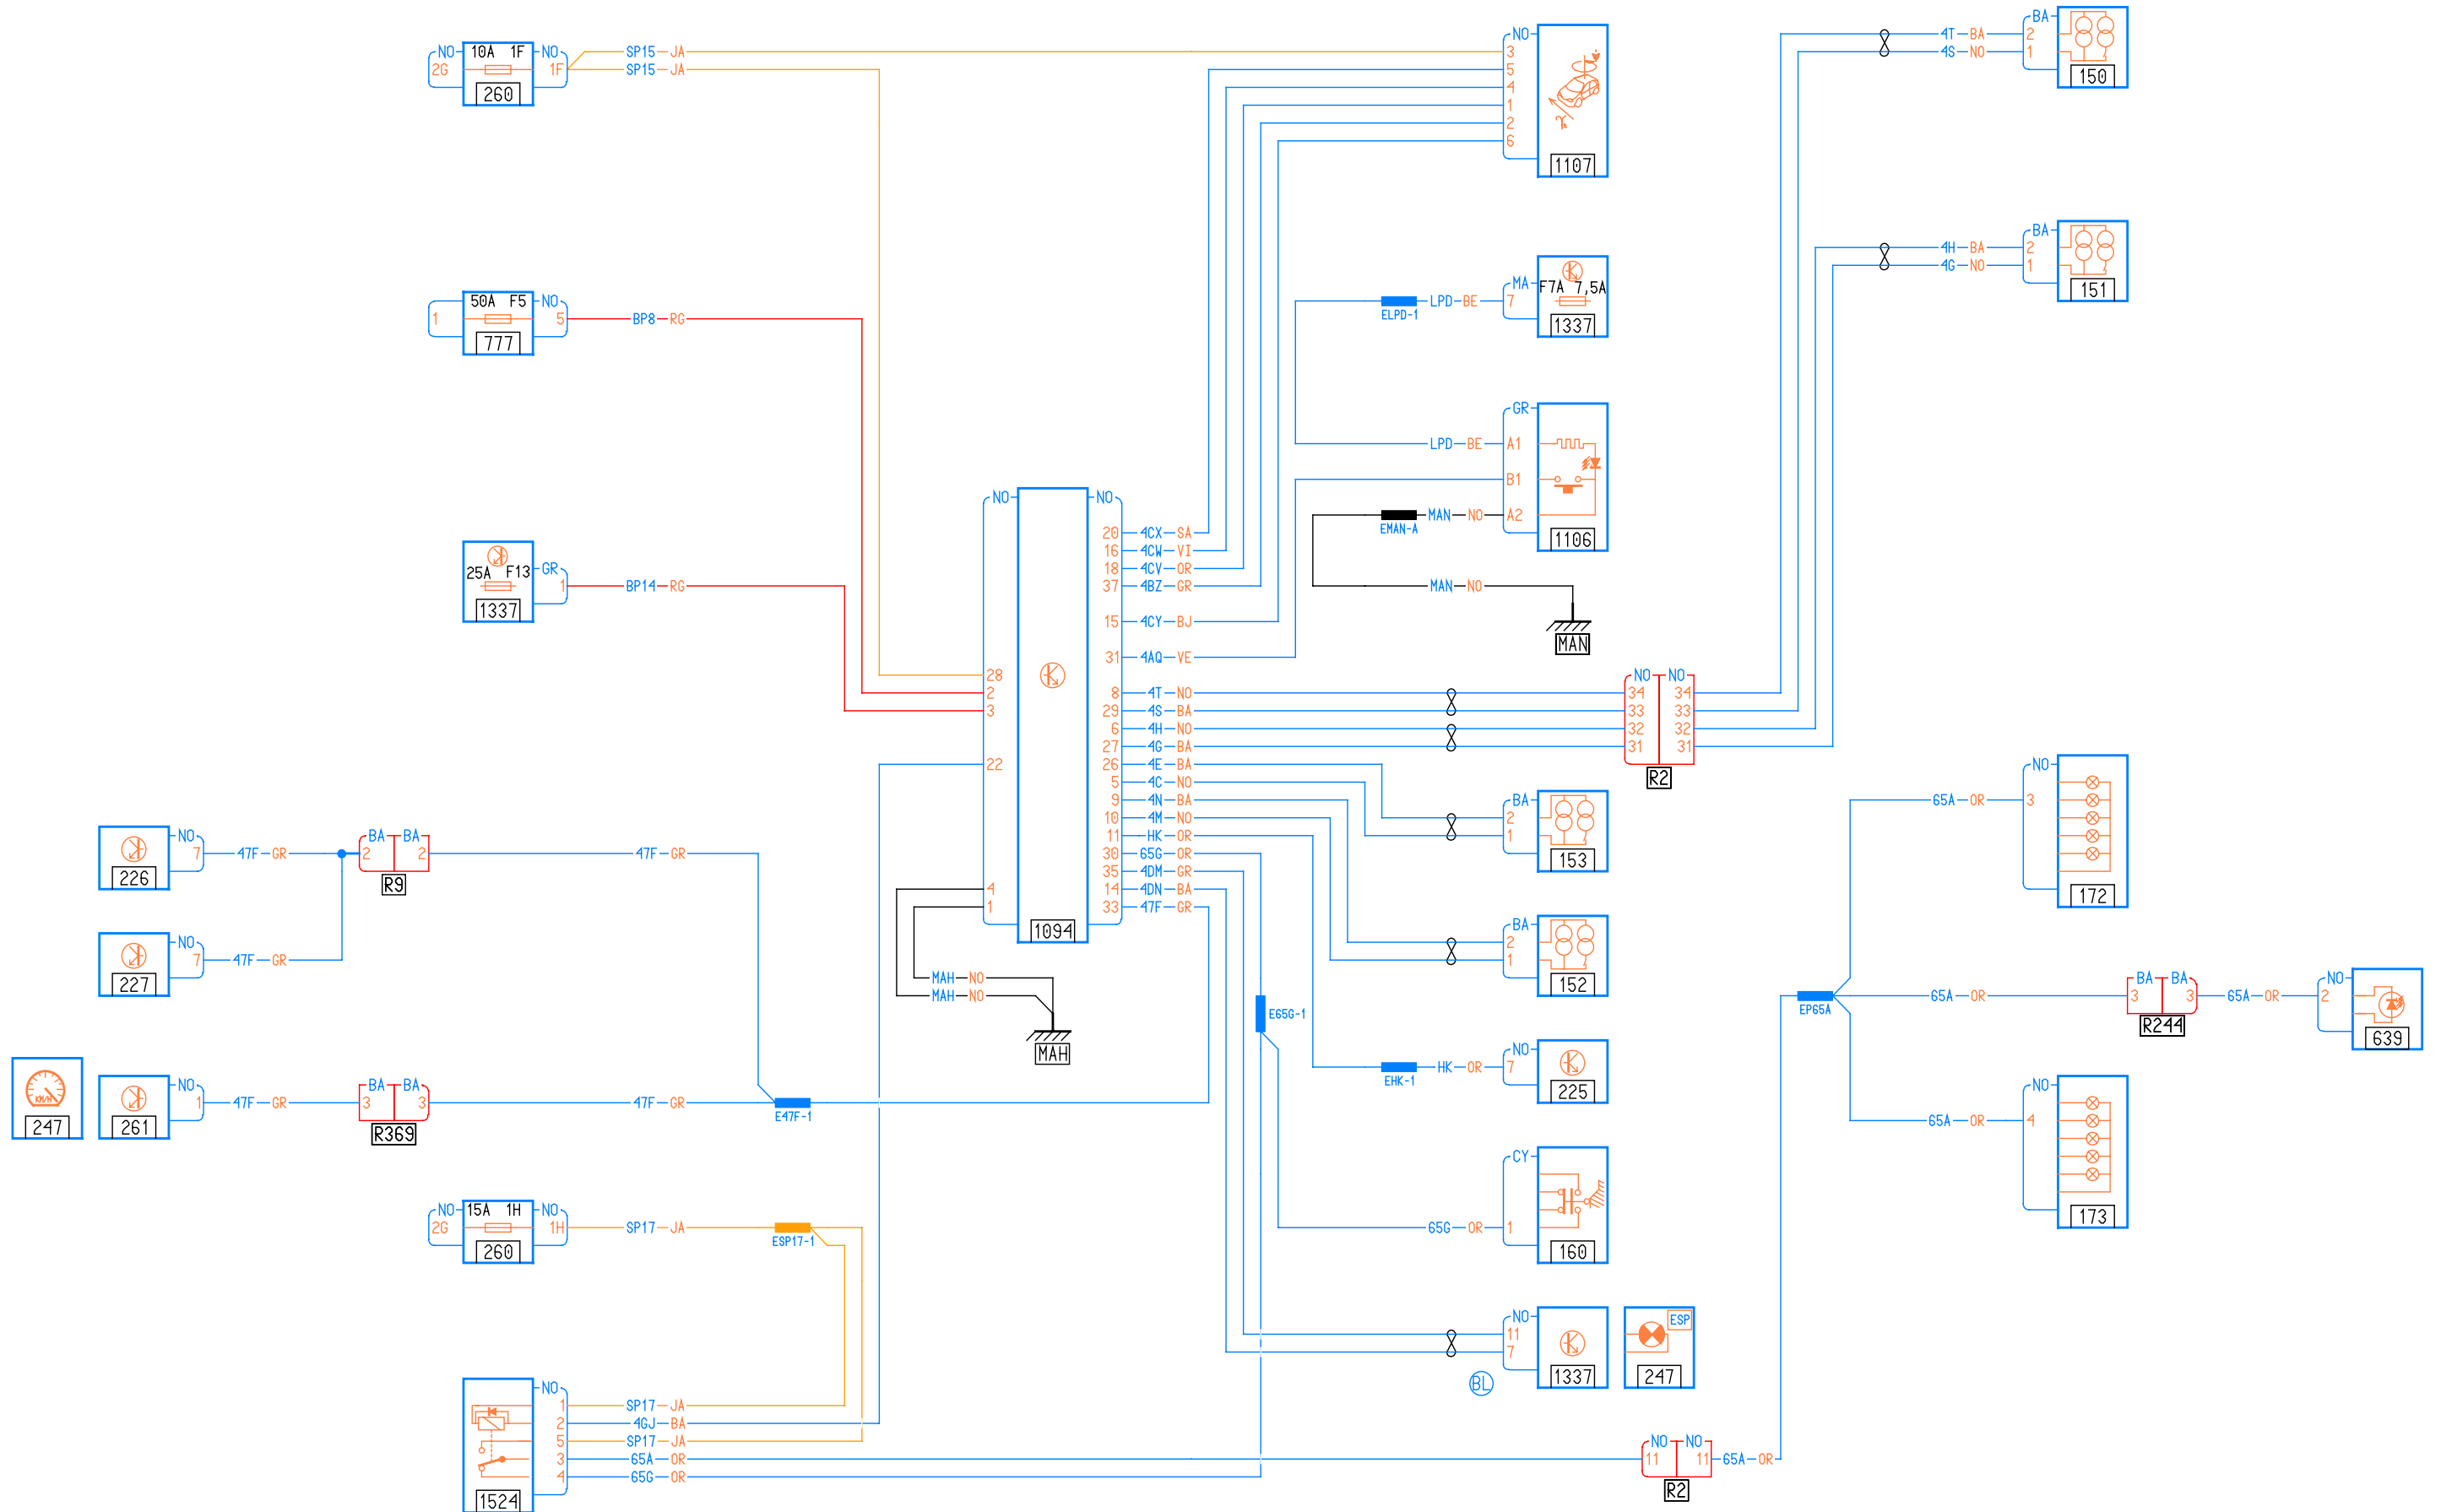 NO 10A 1F NO
2G 1F
260
SP15 JA
SP15 JA
NO
3
5
4
1
2
6
1107
4T BA
4S NO
BA
2
1
150
4H BA
4G NO
BA
2
1
151
1
50A F5
NO
5
777
BP8 RG
ELPD-1
LPD BE
MA
7
F7A 7,5A
1337
LPD BE
GR
A1
B1
A2
1106
EMAN-A
MAN NO
MAN NO
MAN
25A F13
GR
1
1337
BP14 RG
NO
28
2
3
22
4
1
1094
NO
20 4CX SA
16 4CW VI
18 4CV OR
37 4BZ GR
15 4CY BJ
31 4AQ VE
8 4T NO
29 4S BA
6 4H NO
27 4G BA
26 4E BA
5 4C NO
9 4N BA
10 4M NO
11 HK OR
30 65G OR
35 4DM GR
14 4DN BA
33 47F GR
NO NO
34 34
33 33
32 32
31 31
R2
BA
2
1
153
BA
2
1
152
226
NO
7
47F GR
BA BA
2 2
R9
47F GR
227
NO
7
47F GR
MAH NO
MAH NO
MAH
E65G-1
EHK-1
HK OR
NO
7
225
247
KM/H
261
NO
1
47F GR
BA BA
3 3
R369
47F GR
E47F-1
65G OR
CY
1
160
NO 15A 1H NO
2G 1H
260
SP17 JA
ESP17-1
NO
11
7
1337
BL
ESP
247
1524
NO
1 SP17 JA
2 4GJ BA
5 SP17 JA
3 65A OR
4 65G OR
NO NO
11 11
R2
65A OR
EP65A
65A OR
NO
3
172
65A OR
BA BA
3 3
R244
65A OR
NO
2
639
65A OR
NO
4
173